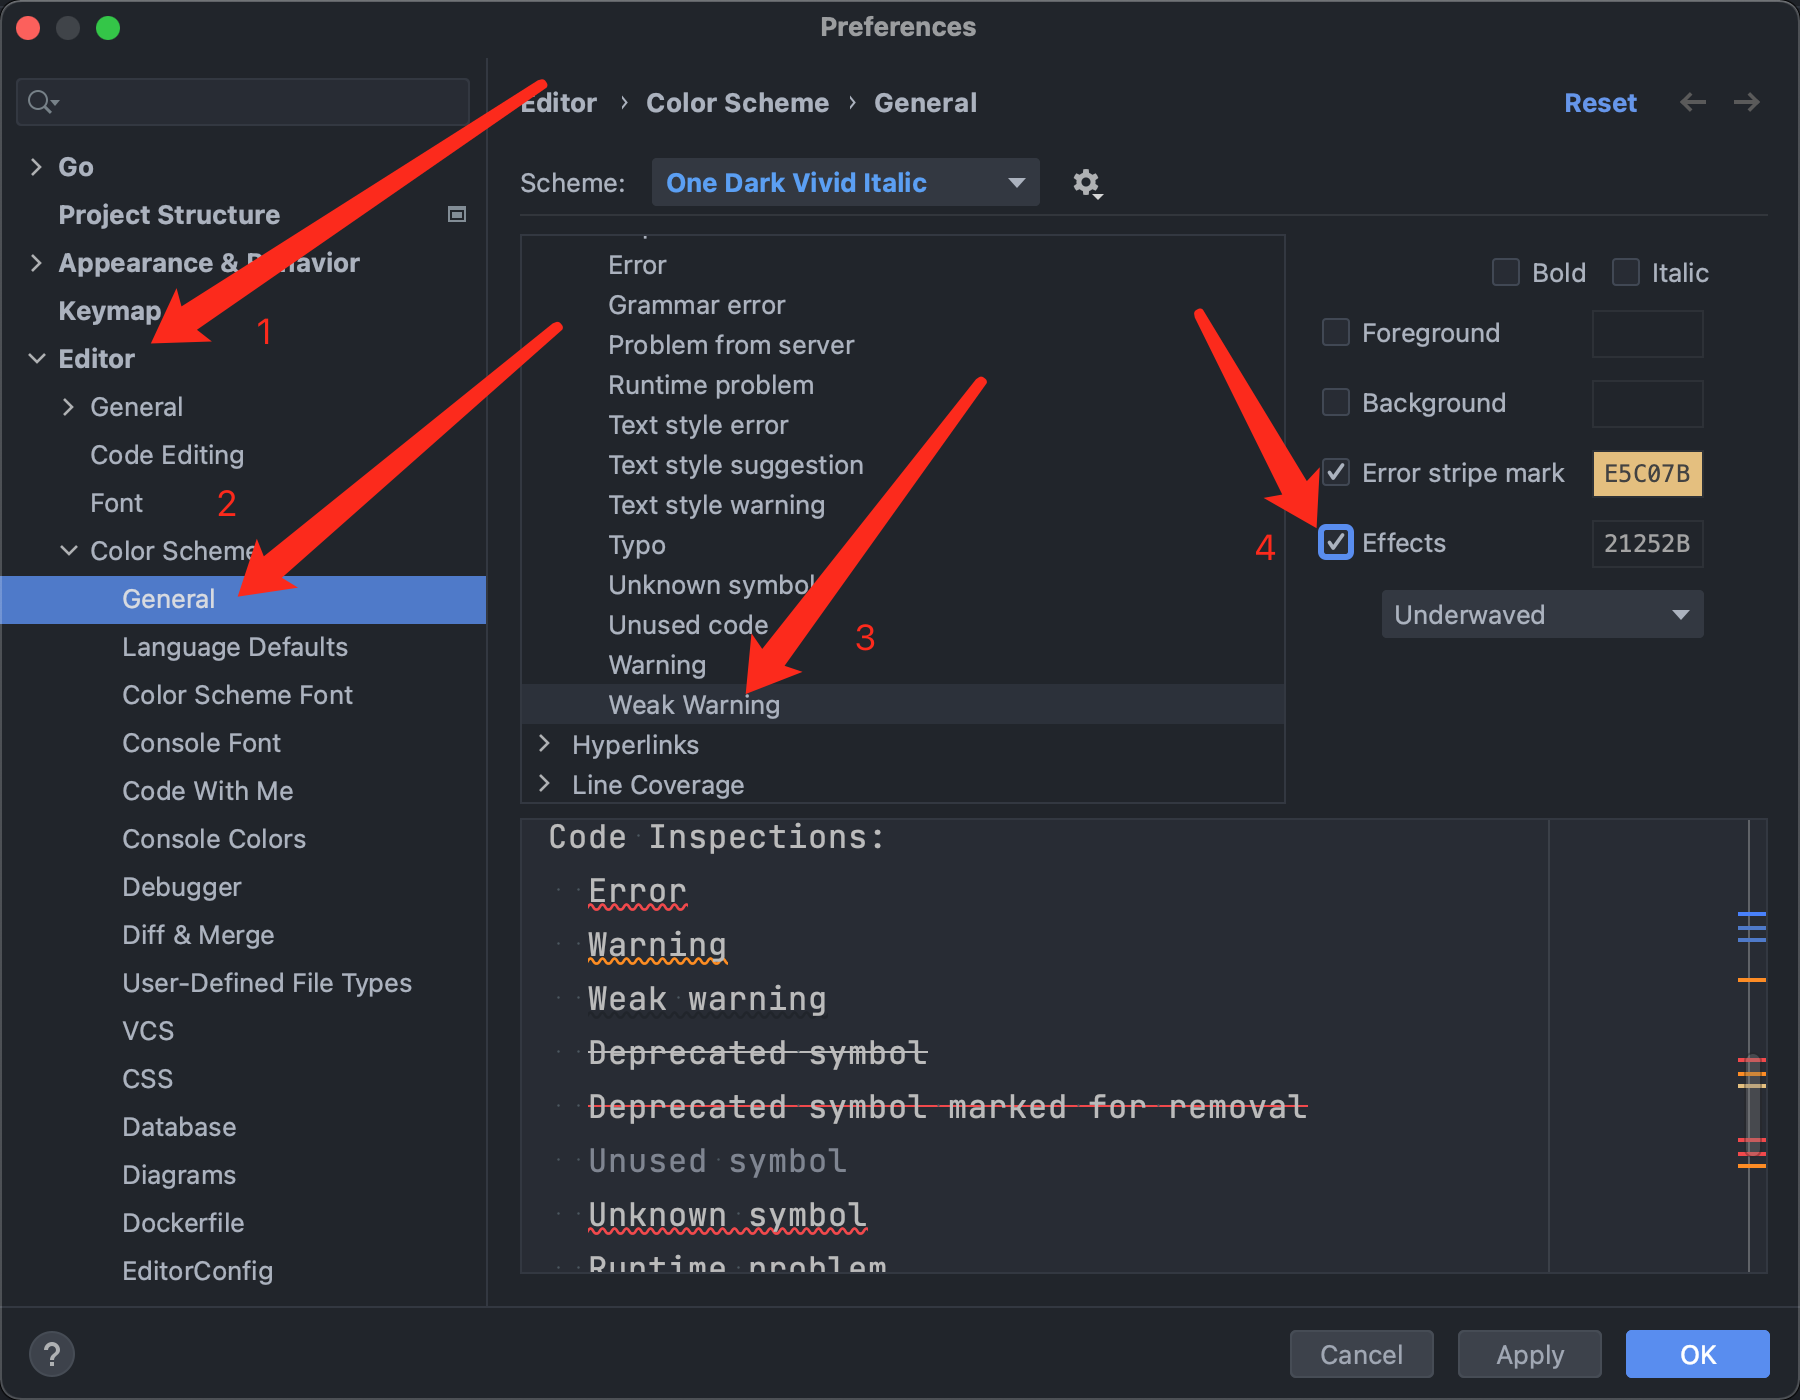 Preferences
Editor › Color Scheme › General
Reset
Go
Project Structure
Appearance & Behavior
Keymap
1
Editor
General
Code Editing
Font
2
Color Scheme
General
Language Defaults
Color Scheme Font
Console Font
Code With Me
Console Colors
Debugger
Diff & Merge
User-Defined File Types
VCS
CSS
Database
Diagrams
Dockerfile
EditorConfig
Scheme:
One Dark Vivid Italic
Error
Grammar error
Problem from server
Runtime problem
Text style error
Text style suggestion
Text style warning
Typo
Unknown symbol
Unused code
3
Warning
Weak Warning
Hyperlinks
Line Coverage
Bold
Italic
Foreground
Background
Error stripe mark
E5C07B
4
Effects
21252B
Underwaved
Code Inspections:
Error
Warning
Weak warning
Deprecated symbol
Deprecated symbol marked for removal
Unused symbol
Unknown symbol
Runtime problem
?
Cancel
Apply
OK